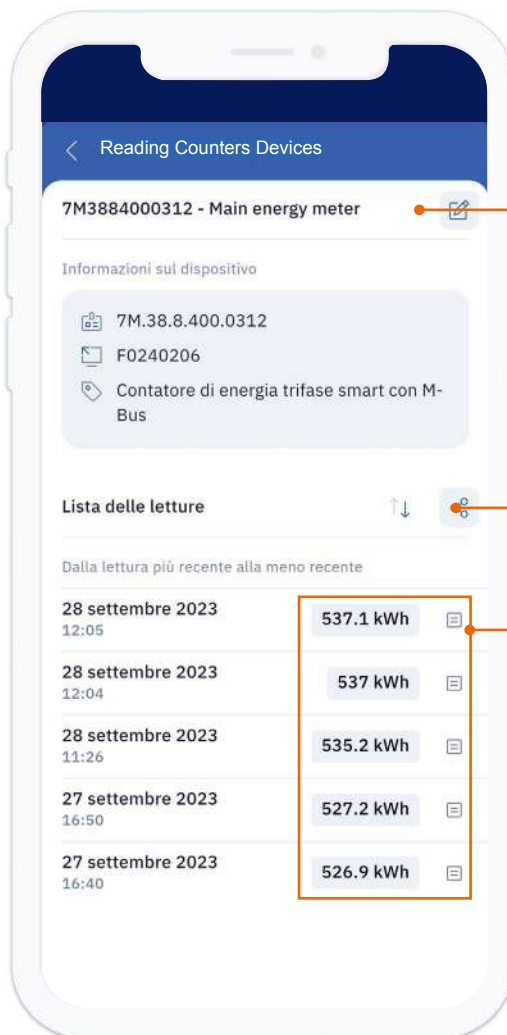 Reading Counters Devices
7M3884000312 - Main energy meter
Informazioni sul dispositivo
7M.38.8.400.0312
F0240206
Contatore di energia trifase smart con M-
Bus
Lista delle letture
Dalla lettura più recente alla meno recente
28 settembre 2023
12:05
537.1 kWh
28 settembre 2023
12:04
537 kWh
28 settembre 2023
11:26
535.2 kWh
27 settembre 2023
16:50
527.2 kWh
27 settembre 2023
16:40
526.9 kWh